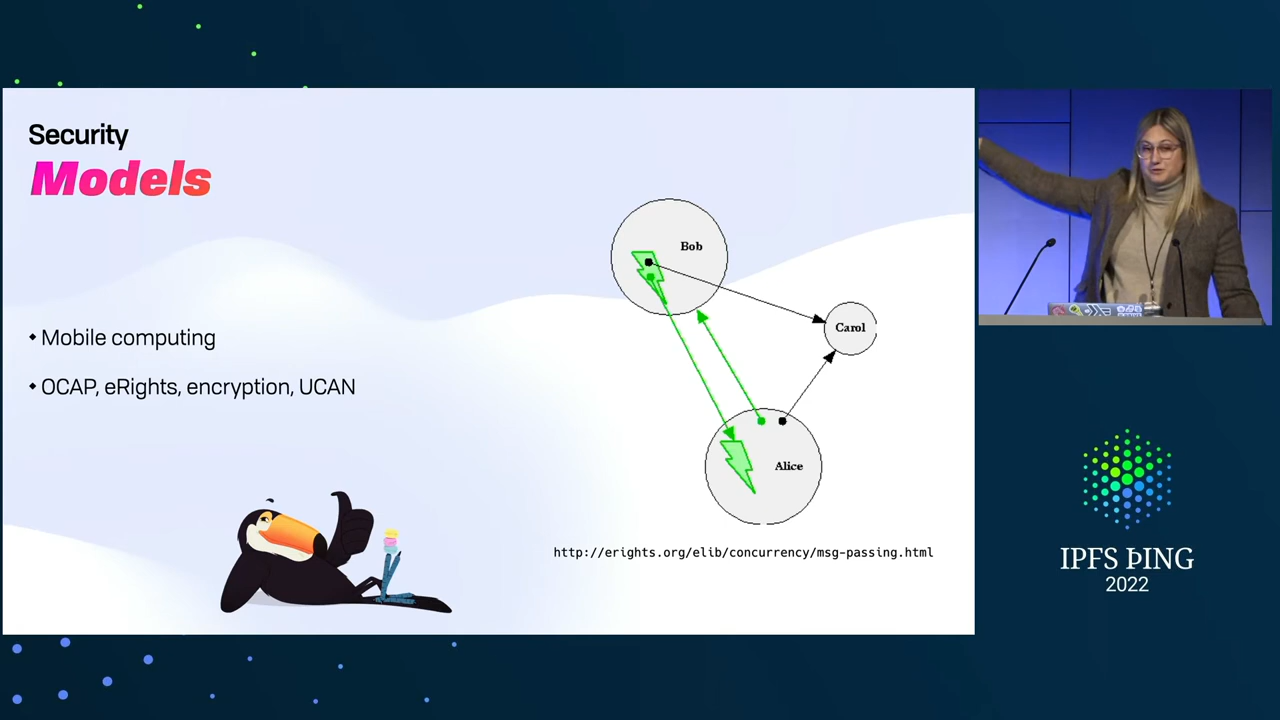 Security
Models
• Mobile computing
• OCAP, eRights, encryption, UCAN
Bob
Carol
Alice
http://erights.org/elib/concurrency/msg-passing.html
IPFS ÞING
2022